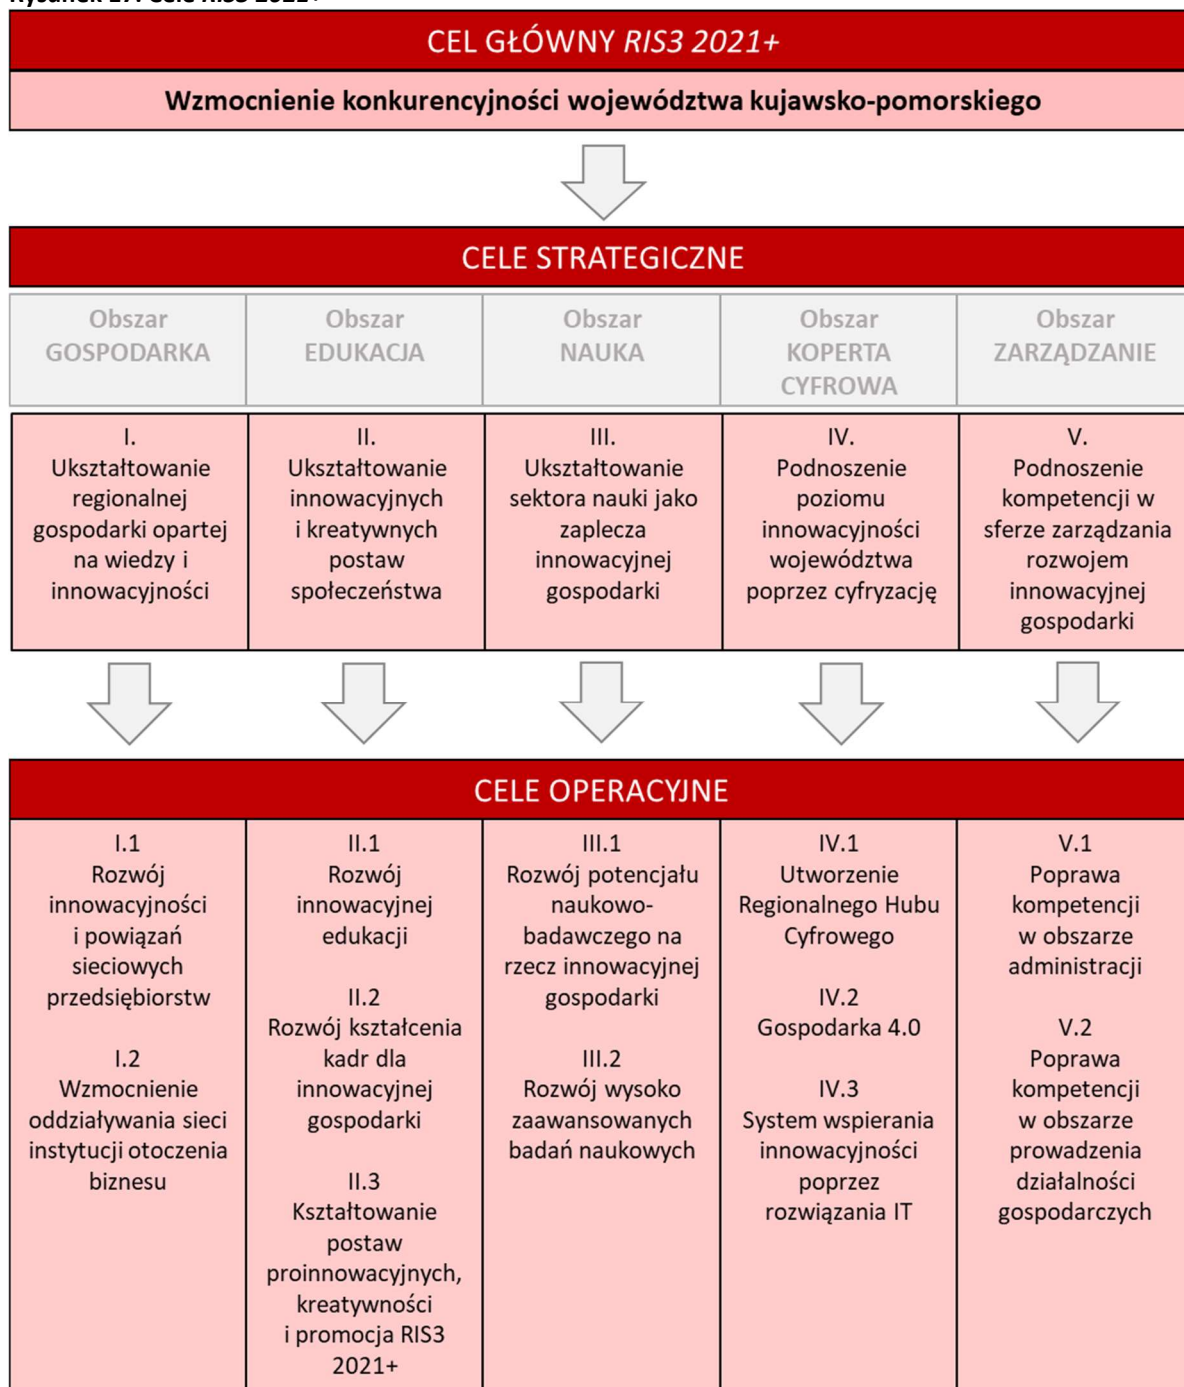 Rysunek 17. Cele RIS3 2021+
CEL GŁÓWNY RIS3 2021+
Wzmocnienie konkurencyjności województwa kujawsko-pomorskiego
CELE STRATEGICZNE
Obszar
GOSPODARKA
Obszar
EDUKACJA
Obszar
NAUKA
Obszar
KOPERTA
CYFROWA
Obszar
ZARZĄDZANIE
I.
Ukształtowanie
regionalnej
gospodarki opartej
na wiedzy i
innowacyjności
II.
Ukształtowanie
innowacyjnych
i kreatywnych
postaw
społeczeństwa
III.
Ukształtowanie
sektora nauki jako
zaplecza
innowacyjnej
gospodarki
IV.
Podnoszenie
poziomu
innowacyjności
województwa
poprzez cyfryzację
V.
Podnoszenie
kompetencji w
sferze zarządzania
rozwojem
innowacyjnej
gospodarki
CELE OPERACYJNE
I.1
Rozwój
innowacyjności
i powiązań
sieciowych
przedsiębiorstw
I.2
Wzmocnienie
oddziaływania sieci
instytucji otoczenia
biznesu
II.1
Rozwój
innowacyjnej
edukacji
II.2
Rozwój kształcenia
kadr dla
innowacyjnej
gospodarki
II.3
Kształtowanie
postaw
proinnowacyjnych,
kreatywności
i promocja RIS3
2021+
III.1
Rozwój potencjału
naukowo-
badawczego na
rzecz innowacyjnej
gospodarki
III.2
Rozwój wysoko
zaawansowanych
badań naukowych
IV.1
Utworzenie
Regionalnego Hubu
Cyfrowego
IV.2
Gospodarka 4.0
IV.3
System wspierania
innowacyjności
poprzez
rozwiązania IT
V.1
Poprawa
kompetencji
w obszarze
administracji
V.2
Poprawa
kompetencji
w obszarze
prowadzenia
działalności
gospodarczych